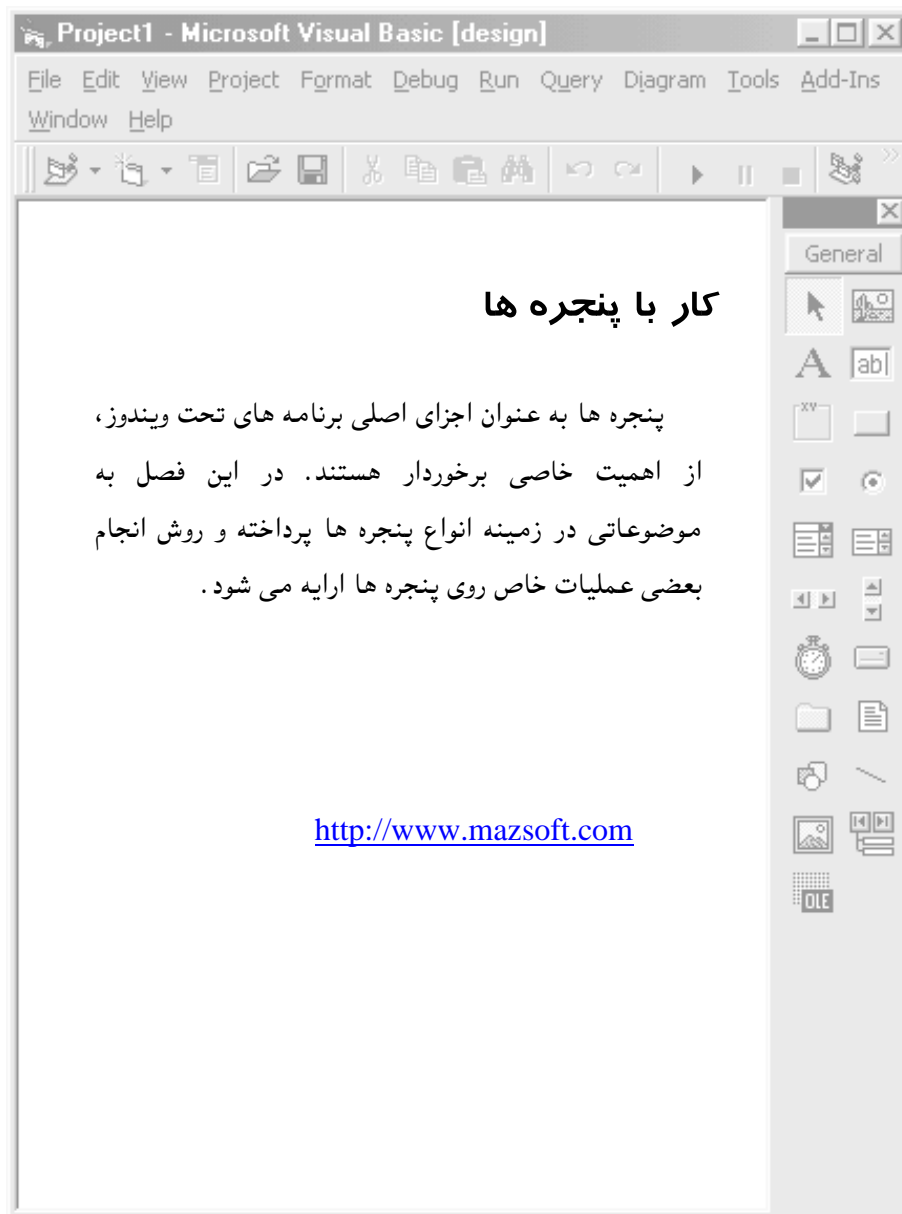 Project1 - Microsoft Visual Basic [design]
File Edit View Project Format Debug Run Query Diagram Tools Add-Ins
Window Help
General
کار با پنجره ها
A ab
xy
پنجره ها به عنوان اجزای اصلی برنامه های تحت ویندوز،
از اهمیت خاصی برخوردار هستند. در این فصل به
موضوعاتی در زمینه انواع پنجره ها پرداخته و روش انجام
بعضی عملیات خاص روی پنجره ها ارایه می شود.
http://www.mazsoft.com
OLE